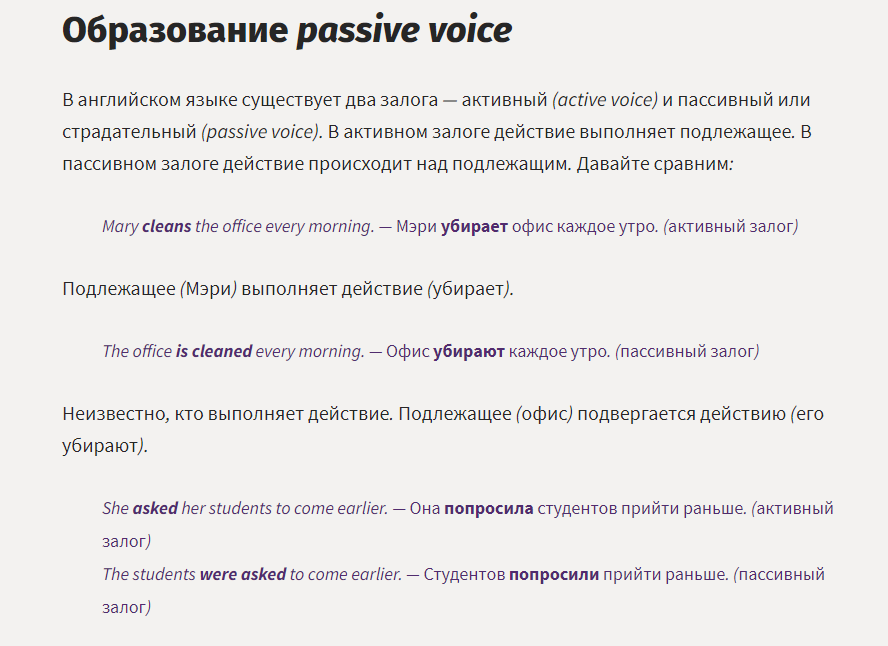 Образование passive voice
В английском языке существует два залога — активный (active voice) и пассивный или
страдательный (passive voice). В активном залоге действие выполняет подлежащее. В
пассивном залоге действие происходит над подлежащим. Давайте сравним:
Mary cleans the office every morning. — Мэри убирает офис каждое утро. (активный залог)
Подлежащее (Мэри) выполняет действие (убирает).
The office is cleaned every morning. — Офис убирают каждое утро. (пассивный залог)
Неизвестно, кто выполняет действие. Подлежащее (офис) подвергается действию (его
убирают).
She asked her students to come earlier. — Она попросила студентов прийти раньше. (активный
залог)
The students were asked to come earlier. — Студентов попросили прийти раньше. (пассивный
залог)